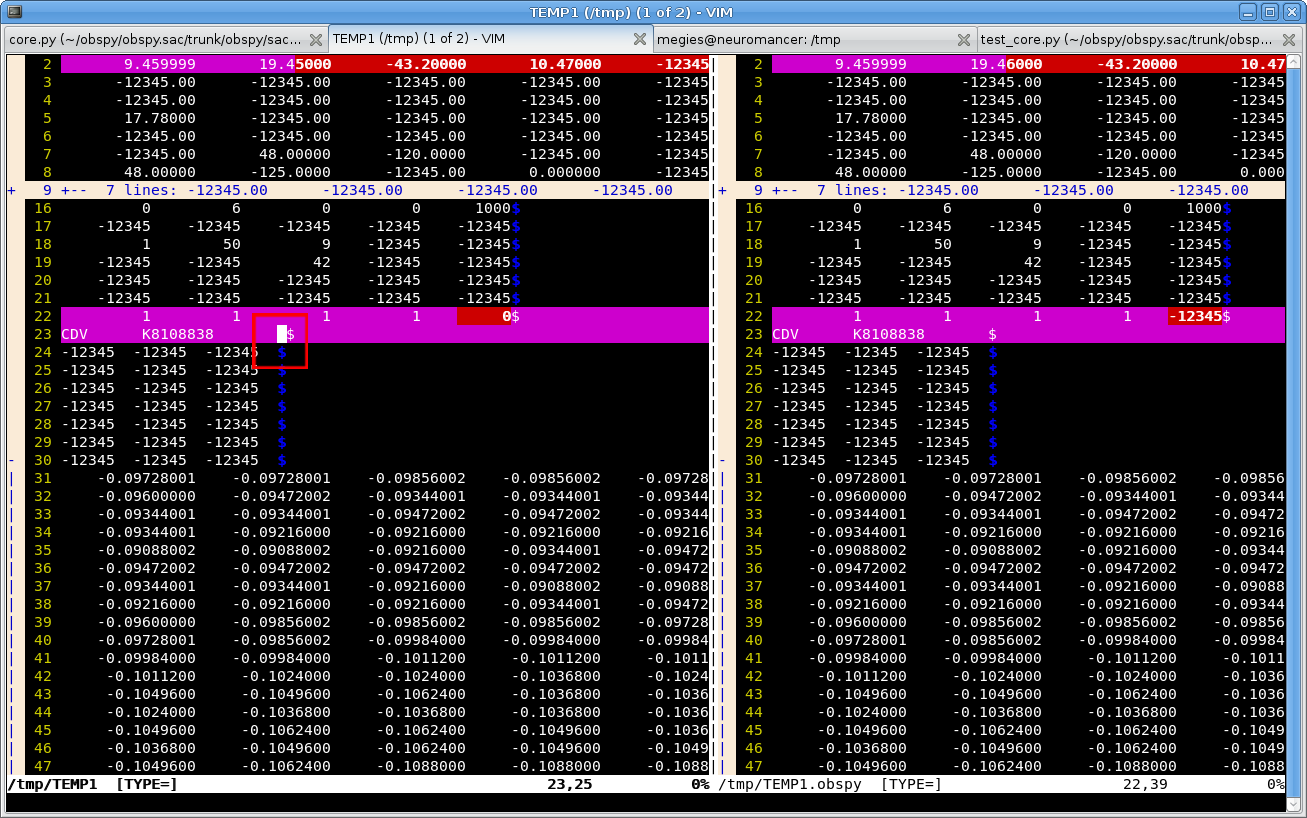 TEMP1 (/tmp) (1 of 2) - VIM
core.py (~/obspy/obspy.sac/trunk/obspy/sac...
TEMP1 (/tmp) (1 of 2) - VIM
megies@neuromancer: /tmp
test_core.py (~/obspy/obspy.sac/trunk/obsp...
2 9.459999 19.45000 -43.20000 10.47000 -12345
3 -12345.00 -12345.00 -12345.00 -12345.00 -12345
4 -12345.00 -12345.00 -12345.00 -12345.00 -12345
5 17.78000 -12345.00 -12345.00 -12345.00 -12345
6 -12345.00 -12345.00 -12345.00 -12345.00 -12345
7 -12345.00 48.00000 -120.0000 -12345.00 -12345
8 48.00000 -125.0000 -12345.00 0.000000 -12345
+ 9 +-- 7 lines: -12345.00 -12345.00 -12345.00 -12345.00
16 0 6 0 0 1000$
17 -12345 -12345 -12345 -12345 -12345$
18 1 50 9 -12345 -12345$
19 -12345 -12345 42 -12345 -12345$
20 -12345 -12345 -12345 -12345 -12345$
21 -12345 -12345 -12345 -12345 -12345$
22 1 1 1 1 0$
23 CDV K8108838 $
24 -12345 -12345 -12345 $
25 -12345 -12345 -12345 $
26 -12345 -12345 -12345 $
27 -12345 -12345 -12345 $
28 -12345 -12345 -12345 $
29 -12345 -12345 -12345 $
- 30 -12345 -12345 -12345 $
| 31 -0.09728001 -0.09728001 -0.09856002 -0.09856002 -0.09728
| 32 -0.09600000 -0.09472002 -0.09344001 -0.09344001 -0.09344
| 33 -0.09344001 -0.09344001 -0.09472002 -0.09472002 -0.09472
| 34 -0.09344001 -0.09216000 -0.09216000 -0.09216000 -0.09216
| 35 -0.09088002 -0.09088002 -0.09088002 -0.09344001 -0.09472
| 36 -0.09472002 -0.09472002 -0.09472002 -0.09472002 -0.09472
| 37 -0.09344001 -0.09344001 -0.09216000 -0.09088002 -0.09088
| 38 -0.09216000 -0.09216000 -0.09216000 -0.09344001 -0.09472
| 39 -0.09600000 -0.09856002 -0.09856002 -0.09856002 -0.09728
| 40 -0.09728001 -0.09856002 -0.09984000 -0.09984000 -0.09984
| 41 -0.09984000 -0.09984000 -0.1011200 -0.1011200 -0.1011
| 42 -0.1011200 -0.1024000 -0.1024000 -0.1036800 -0.1024
| 43 -0.1049600 -0.1049600 -0.1062400 -0.1036800 -0.1036
| 44 -0.1024000 -0.1036800 -0.1036800 -0.1036800 -0.1036
| 45 -0.1049600 -0.1062400 -0.1062400 -0.1049600 -0.1036
| 46 -0.1036800 -0.1049600 -0.1062400 -0.1049600 -0.1049
| 47 -0.1049600 -0.1062400 -0.1088000 -0.1088000 -0.1088
/tmp/TEMP1 [TYPE=] 23,25 0%
2 9.459999 19.46000 -43.20000 10.47
3 -12345.00 -12345.00 -12345.00 -12345
4 -12345.00 -12345.00 -12345.00 -12345
5 17.78000 -12345.00 -12345.00 -12345
6 -12345.00 -12345.00 -12345.00 -12345
7 -12345.00 48.00000 -120.0000 -12345
8 48.00000 -125.0000 -12345.00 0.000
+ 9 +-- 7 lines: -12345.00 -12345.00 -12345.00
16 0 6 0 0 1000$
17 -12345 -12345 -12345 -12345 -12345$
18 1 50 9 -12345 -12345$
19 -12345 -12345 42 -12345 -12345$
20 -12345 -12345 -12345 -12345 -12345$
21 -12345 -12345 -12345 -12345 -12345$
22 1 1 1 1 -12345$
23 CDV K8108838 $
24 -12345 -12345 -12345 $
25 -12345 -12345 -12345 $
26 -12345 -12345 -12345 $
27 -12345 -12345 -12345 $
28 -12345 -12345 -12345 $
29 -12345 -12345 -12345 $
- 30 -12345 -12345 -12345 $
| 31 -0.09728001 -0.09728001 -0.09856002 -0.09856
| 32 -0.09600000 -0.09472002 -0.09344001 -0.09344
| 33 -0.09344001 -0.09344001 -0.09472002 -0.09472
| 34 -0.09344001 -0.09216000 -0.09216000 -0.09216
| 35 -0.09088002 -0.09088002 -0.09088002 -0.09344
| 36 -0.09472002 -0.09472002 -0.09472002 -0.09472
| 37 -0.09344001 -0.09344001 -0.09216000 -0.09088
| 38 -0.09216000 -0.09216000 -0.09216000 -0.09344
| 39 -0.09600000 -0.09856002 -0.09856002 -0.09856
| 40 -0.09728001 -0.09856002 -0.09984000 -0.09984
| 41 -0.09984000 -0.09984000 -0.1011200 -0.1011
| 42 -0.1011200 -0.1024000 -0.1024000 -0.1036
| 43 -0.1049600 -0.1049600 -0.1062400 -0.1036
| 44 -0.1024000 -0.1036800 -0.1036800 -0.1036
| 45 -0.1049600 -0.1062400 -0.1062400 -0.1049
| 46 -0.1036800 -0.1049600 -0.1062400 -0.1049
| 47 -0.1049600 -0.1062400 -0.1088000 -0.1088
/tmp/TEMP1.obspy [TYPE=] 22,39 0%